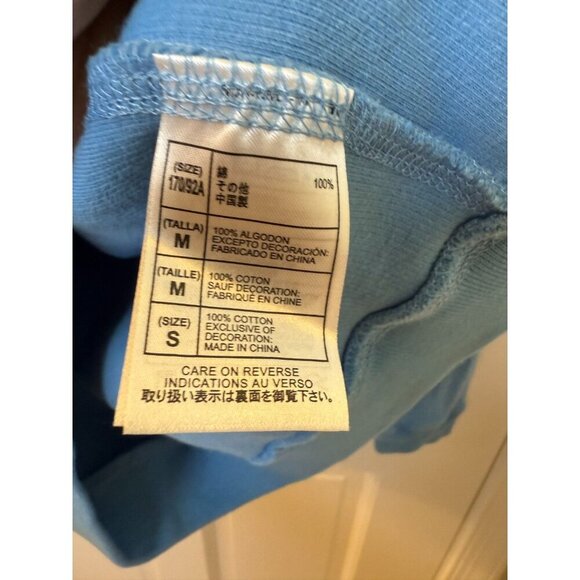 (SIZE)
170/92A
綿 100%
その他
中国製
(TALLA)
M
100% ALGODON
EXCEPTO DECORACIÓN:
FABRICADO EN CHINA
(TAILLE)
M
100% COTON
SAUF DECORATION:
FABRIQUÉ EN CHINE
(SIZE)
S
100% COTTON
EXCLUSIVE OF
DECORATION:
MADE IN CHINA
CARE ON REVERSE
INDICATIONS AU VERSO
取り扱い表示は裏面を御覧下さい。